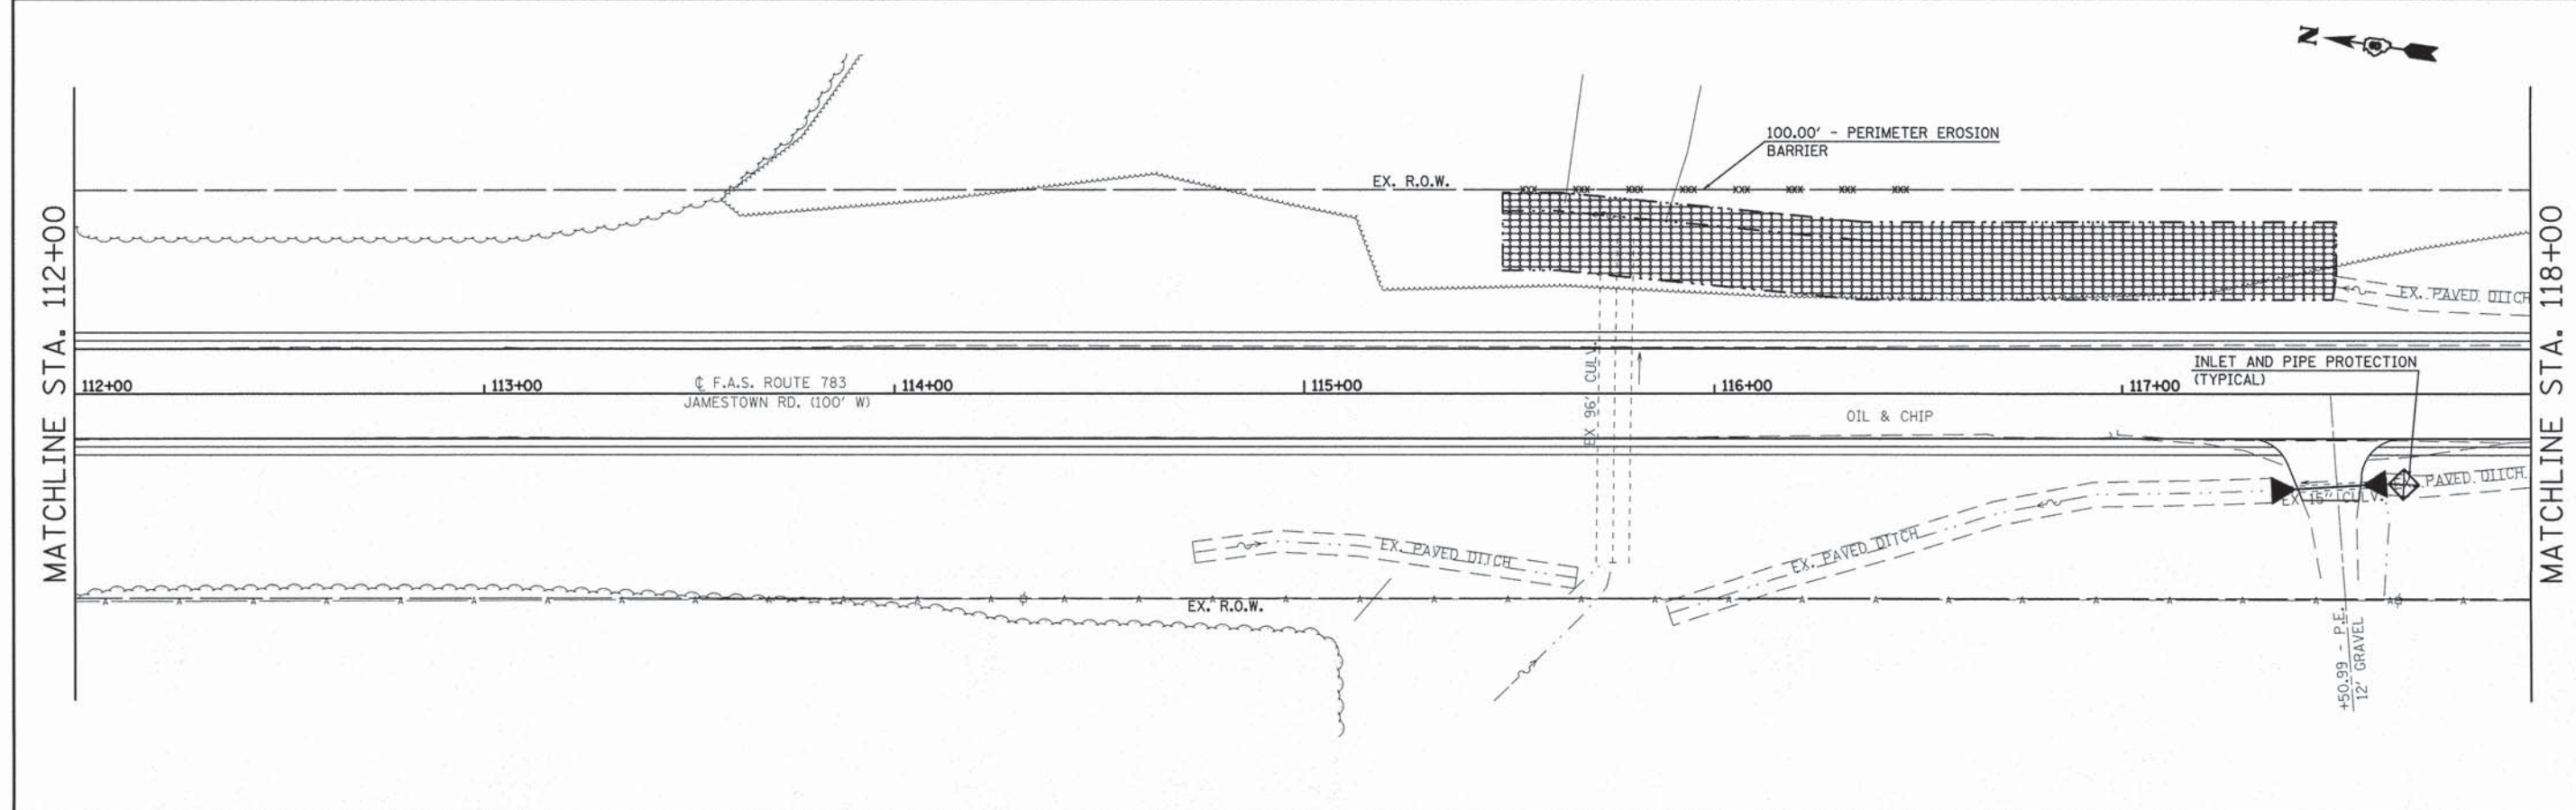 N
100.00' - PERIMETER EROSION
BARRIER
EX. R.O.W.
MATCHLINE STA. 112+00
MATCHLINE STA. 118+00
EX. PAVED DITCH
INLET AND PIPE PROTECTION
(TYPICAL)
112+00
113+00
℄ F.A.S. ROUTE 783
JAMESTOWN RD. (100' W)
114+00
115+00
116+00
117+00
EX 96' CULV.
OIL & CHIP
EX. PAVED DITCH
EX 15" CULV.
EX. PAVED DITCH
EX. PAVED DITCH
EX. R.O.W.
+50.99 - P.E.
12' GRAVEL